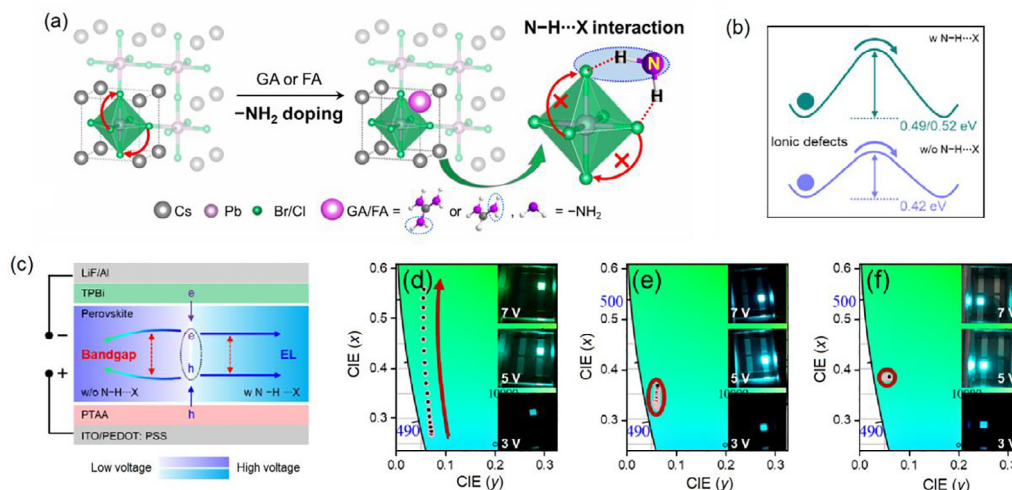 (a)
GA or FA
−NH2 doping
N−H···X interaction
H
N
H
Cs Pb Br/Cl GA/FA = or , = −NH2
(b)
w N−H···X
0.49/0.52 eV
Ionic defects
w/o N−H···X
0.42 eV
(c)
LiF/Al
TPBi
Perovskite
e
e
Bandgap
EL
h
w/o N−H···X
w N −H ···X
PTAA
h
ITO/PEDOT: PSS
−
+
Low voltage
High voltage
(d)
0.6
0.5
0.4
0.3
490
CIE (x)
0.0 0.1 0.2 0.3
CIE (y)
7 V
5 V
3 V
(e)
0.6
500
0.5
0.4
0.3
490
CIE (x)
0.0 0.1 0.2 0.3
CIE (y)
7 V
5 V
3 V
(f)
0.6
500
0.5
0.4
0.3
490
CIE (x)
0.0 0.1 0.2 0.3
CIE (y)
7 V
5 V
3 V